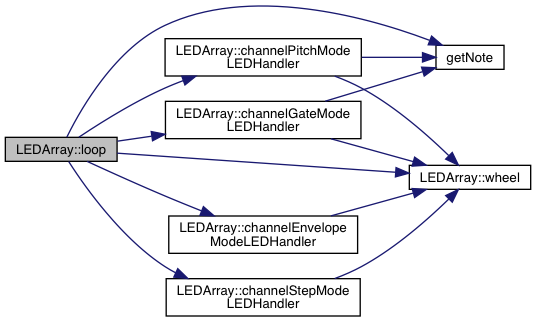 LEDArray::channelPitchMode
LEDHandler
getNote
LEDArray::channelGateMode
LEDHandler
LEDArray::loop
LEDArray::wheel
LEDArray::channelEnvelope
ModeLEDHandler
LEDArray::channelStepMode
LEDHandler